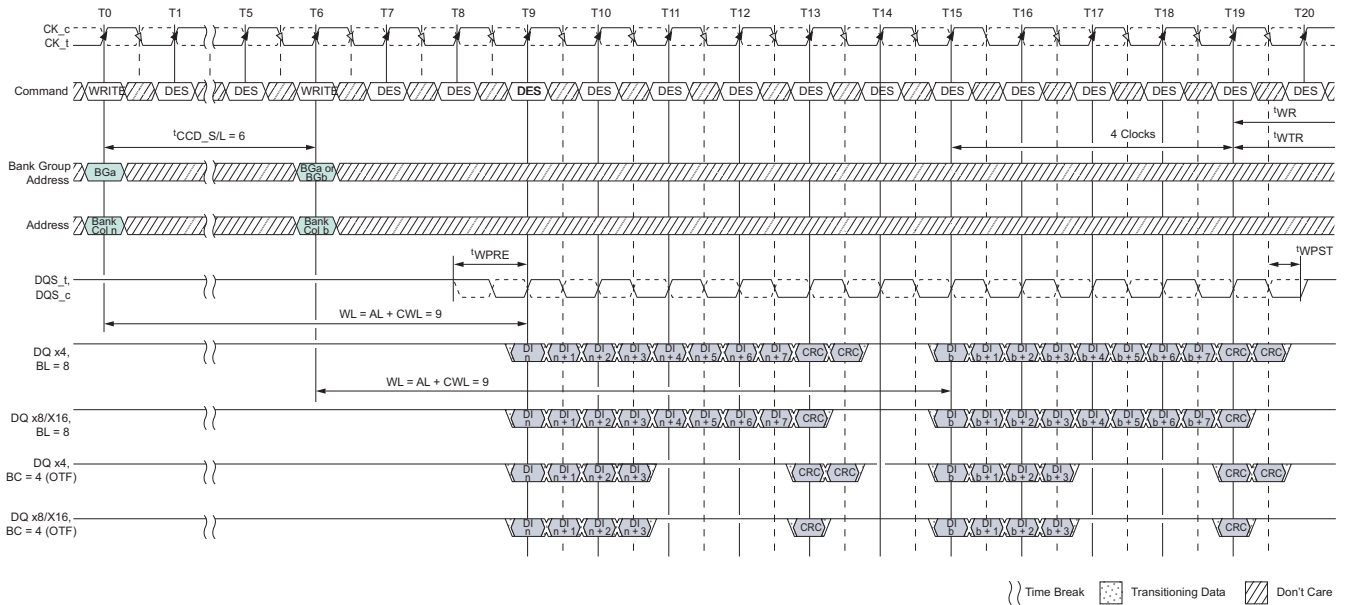 T0 T1 T5 T6 T7 T8 T9 T10 T11 T12 T13 T14 T15 T16 T17 T18 T19 T20
CK_c
CK_t
Command WRITE DES DES WRITE DES DES DES DES DES DES DES DES DES DES DES DES DES DES
tWR
tCCD_S/L = 6
4 Clocks
tWTR
Bank Group
Address
BGa
BGa or
BGb
Address
Bank
Col n
Bank
Col b
tWPRE
tWPST
DQS_t,
DQS_c
WL = AL + CWL = 9
DQ x4,
BL = 8
DI DI DI DI DI DI DI DI CRC CRC DI DI DI DI DI DI DI DI CRC CRC
n n + 1 n + 2 n + 3 n + 4 n + 5 n + 6 n + 7 b b + 1 b + 2 b + 3 b + 4 b + 5 b + 6 b + 7
WL = AL + CWL = 9
DQ x8/X16,
BL = 8
DI DI DI DI DI DI DI DI CRC DI DI DI DI DI DI DI DI CRC
n n + 1 n + 2 n + 3 n + 4 n + 5 n + 6 n + 7 b b + 1 b + 2 b + 3 b + 4 b + 5 b + 6 b + 7
DQ x4,
BC = 4 (OTF)
DI DI DI DI CRC CRC DI DI DI DI CRC CRC
n n + 1 n + 2 n + 3 b b + 1 b + 2 b + 3
DQ x8/X16,
BC = 4 (OTF)
DI DI DI DI CRC DI DI DI DI CRC
n n + 1 n + 2 n + 3 b b + 1 b + 2 b + 3
Time Break Transitioning Data Don't Care